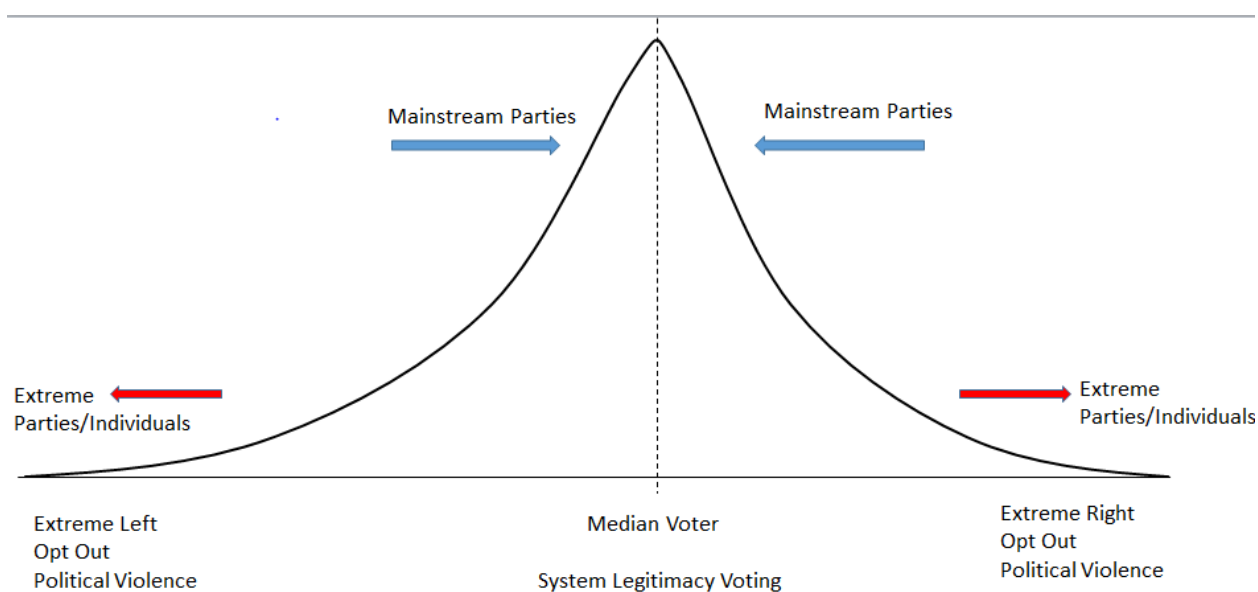 Mainstream Parties
Mainstream Parties
Extreme
Parties/Individuals
Extreme
Parties/Individuals
Extreme Left
Opt Out
Political Violence
Median Voter
System Legitimacy Voting
Extreme Right
Opt Out
Political Violence